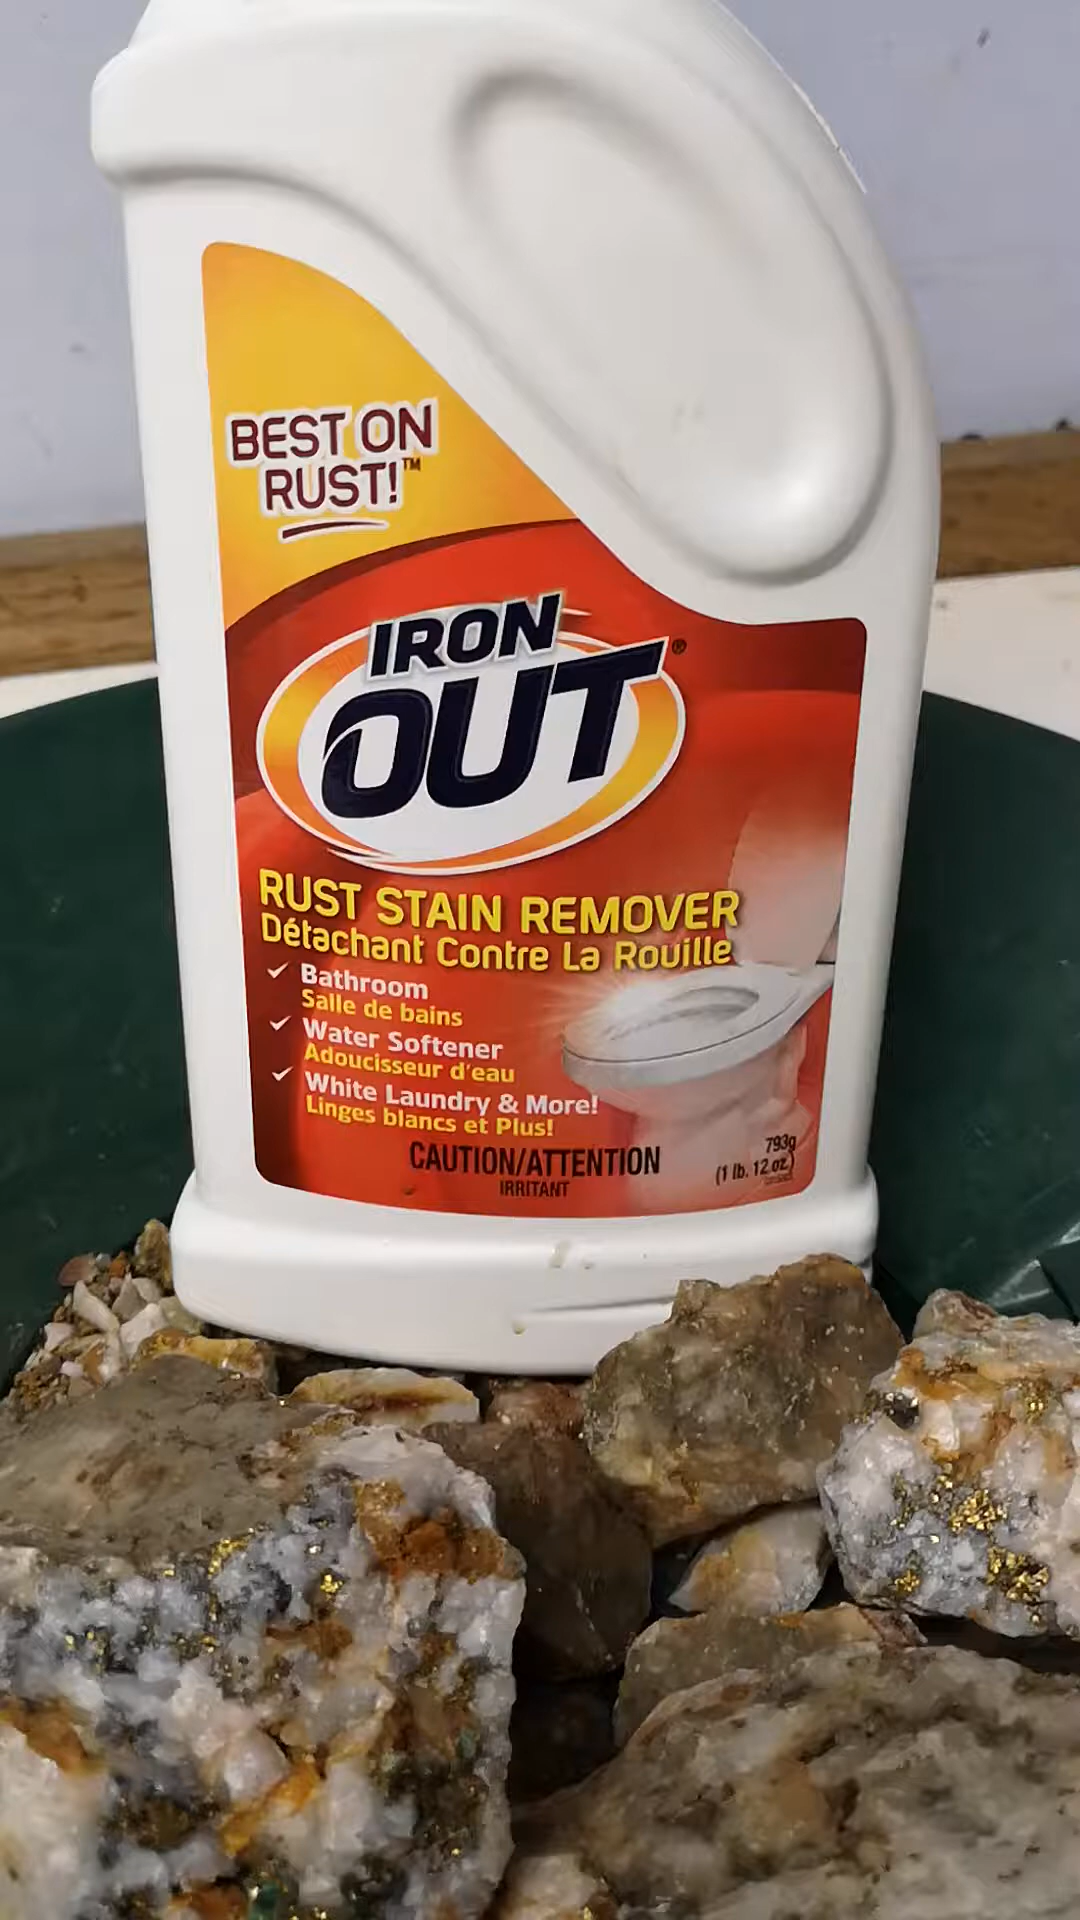 BEST ON
RUST!™
IRON
OUT®
RUST STAIN REMOVER
Détachant Contre La Rouille
✓ Bathroom
Salle de bains
✓ Water Softener
Adoucisseur d'eau
✓ White Laundry & More!
Linges blancs et Plus!
CAUTION/ATTENTION
IRRITANT
793g
(1 lb. 12 oz.)